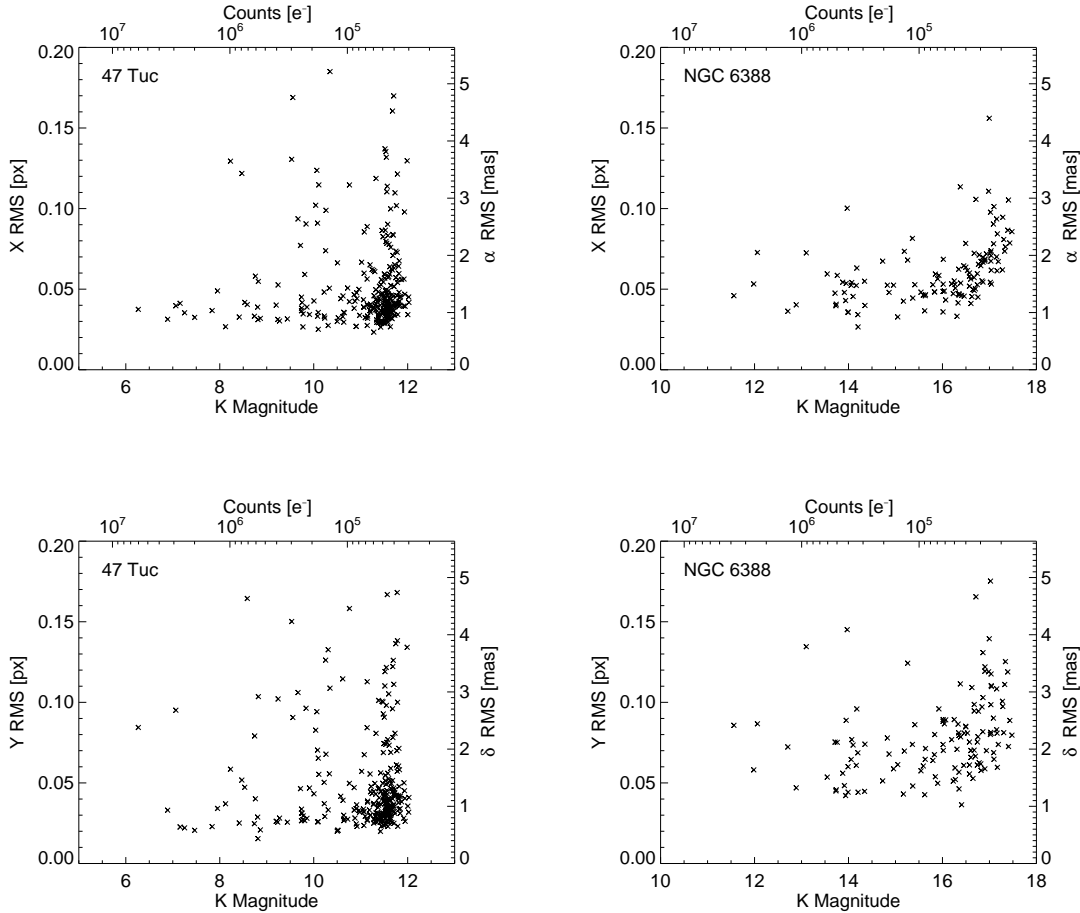 Counts [e⁻]
10⁷ 10⁶ 10⁵
47 Tuc
X RMS [px]
0.20
0.15
0.10
0.05
0.00
α RMS [mas]
5
4
3
2
1
0
6 8 10 12
K Magnitude
Counts [e⁻]
10⁷ 10⁶ 10⁵
NGC 6388
X RMS [px]
0.20
0.15
0.10
0.05
0.00
α RMS [mas]
5
4
3
2
1
0
10 12 14 16 18
K Magnitude
Counts [e⁻]
10⁷ 10⁶ 10⁵
47 Tuc
Y RMS [px]
0.20
0.15
0.10
0.05
0.00
δ RMS [mas]
5
4
3
2
1
0
6 8 10 12
K Magnitude
Counts [e⁻]
10⁷ 10⁶ 10⁵
NGC 6388
Y RMS [px]
0.20
0.15
0.10
0.05
0.00
δ RMS [mas]
5
4
3
2
1
0
10 12 14 16 18
K Magnitude